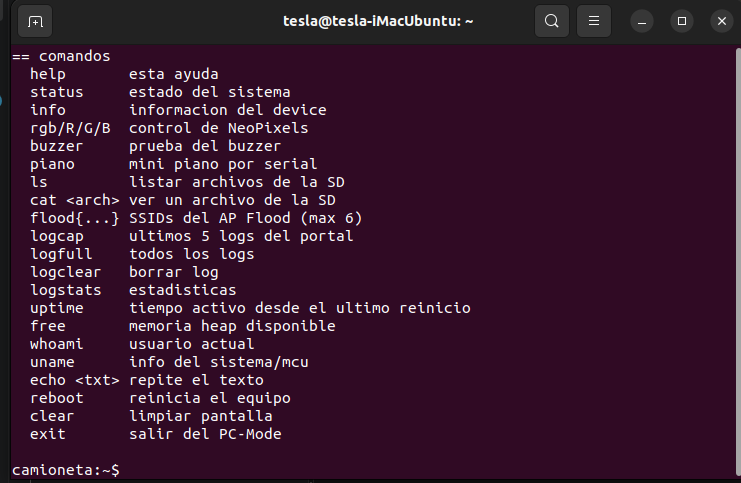 tesla@tesla-iMacUbuntu: ~
== comandos
help esta ayuda
status estado del sistema
info informacion del device
rgb/R/G/B control de NeoPixels
buzzer prueba del buzzer
piano mini piano por serial
ls listar archivos de la SD
cat <arch> ver un archivo de la SD
flood{...} SSIDs del AP Flood (max 6)
logcap ultimos 5 logs del portal
logfull todos los logs
logclear borrar log
logstats estadisticas
uptime tiempo activo desde el ultimo reinicio
free memoria heap disponible
whoami usuario actual
uname info del sistema/mcu
echo <txt> repite el texto
reboot reinicia el equipo
clear limpiar pantalla
exit salir del PC-Mode
camioneta:~$